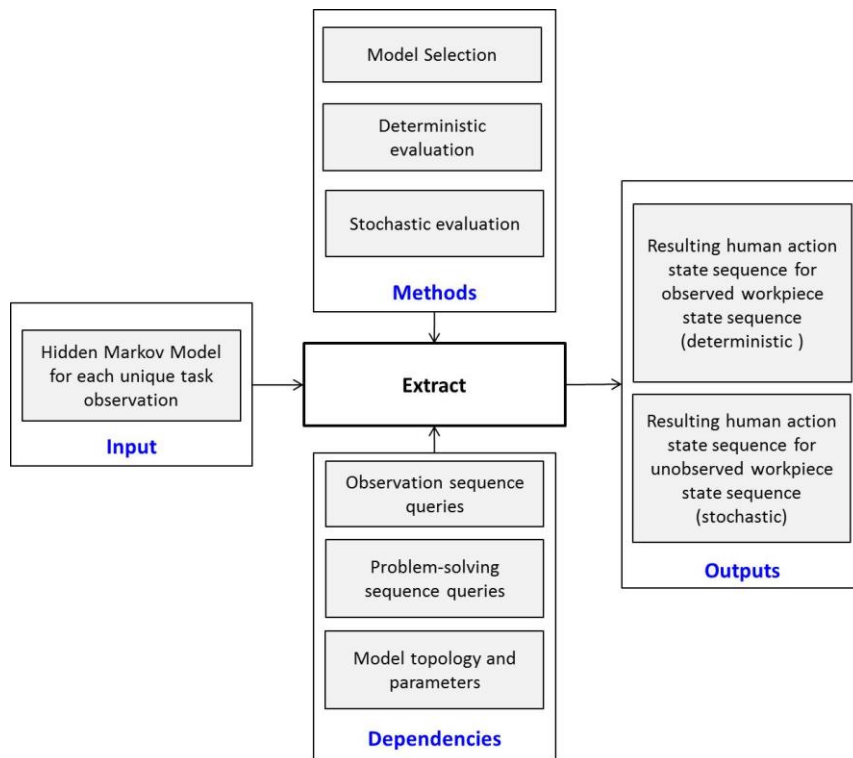 Model Selection
Deterministic
evaluation
Stochastic evaluation
Methods
Hidden Markov Model
for each unique task
observation
Input
Extract
Observation sequence
queries
Problem-solving
sequence queries
Model topology and
parameters
Dependencies
Resulting human action
state sequence for
observed workpiece
state sequence
(deterministic )
Resulting human action
state sequence for
unobserved workpiece
state sequence
(stochastic)
Outputs